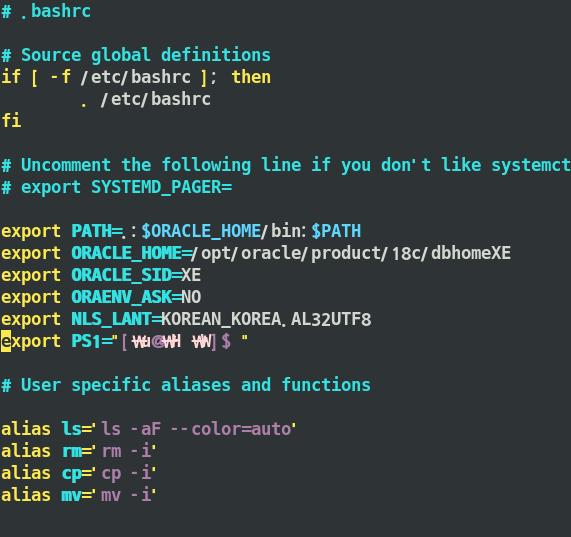 # .bashrc
# Source global definitions
if [ -f /etc/bashrc ]; then
. /etc/bashrc
fi
# Uncomment the following line if you don't like systemct
# export SYSTEMD_PAGER=
export PATH=.:$ORACLE_HOME/bin:$PATH
export ORACLE_HOME=/opt/oracle/product/18c/dbhomeXE
export ORACLE_SID=XE
export ORAENV_ASK=NO
export NLS_LANT=KOREAN_KOREA.AL32UTF8
export PS1="[₩u@₩H ₩W]$ "
# User specific aliases and functions
alias ls='ls -aF --color=auto'
alias rm='rm -i'
alias cp='cp -i'
alias mv='mv -i'